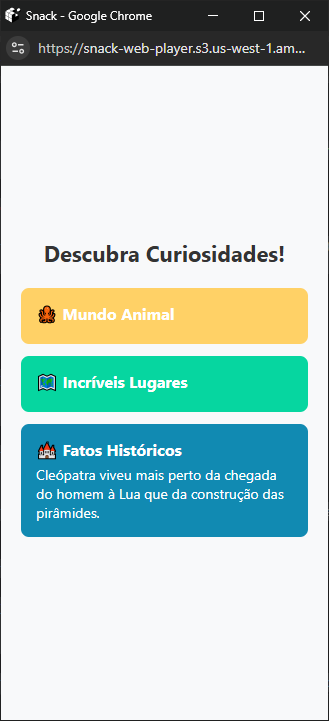 Snack - Google Chrome
https://snack-web-player.s3.us-west-1.am...
Descubra Curiosidades!
Mundo Animal
Incríveis Lugares
Fatos Históricos
Cleópatra viveu mais perto da chegada
do homem à Lua que da construção das
pirâmides.